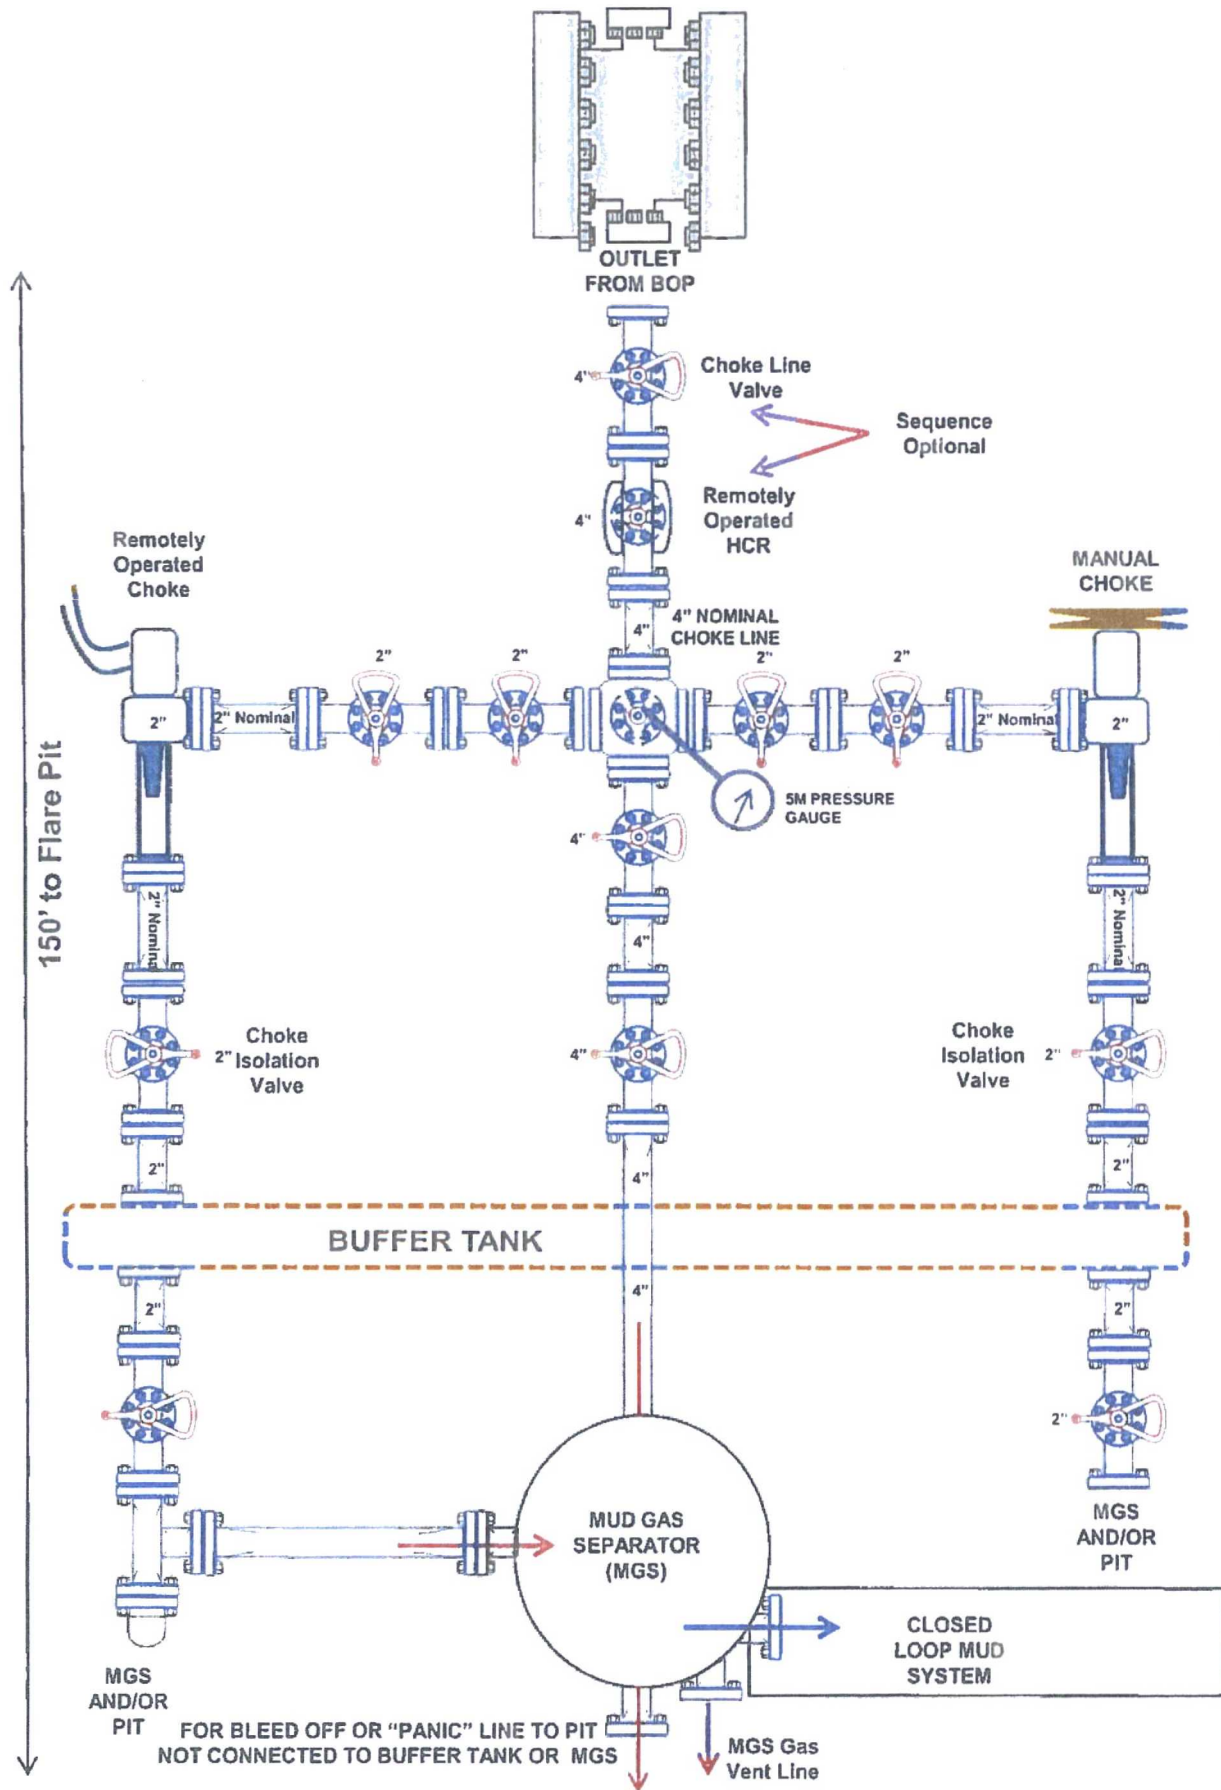 OUTLET
FROM BOP
4"
Choke Line
Valve
Sequence
Optional
4"
Remotely
Operated
HCR
Remotely
Operated
Choke
MANUAL
CHOKE
4"
4" NOMINAL
CHOKE LINE
2"
2"
2"
2"
2"
2" Nominal
2" Nominal
2"
5M PRESSURE
GAUGE
4"
150' to Flare Pit
2" Nominal
4"
2" Nominal
Choke
2" Isolation
Valve
4"
Choke
Isolation 2"
Valve
2"
4"
2"
BUFFER TANK
2"
4"
2"
2"
MUD GAS
SEPARATOR
(MGS)
MGS
AND/OR
PIT
CLOSED
LOOP MUD
SYSTEM
MGS
AND/OR
PIT
FOR BLEED OFF OR “PANIC” LINE TO PIT
NOT CONNECTED TO BUFFER TANK OR MGS
MGS Gas
Vent Line